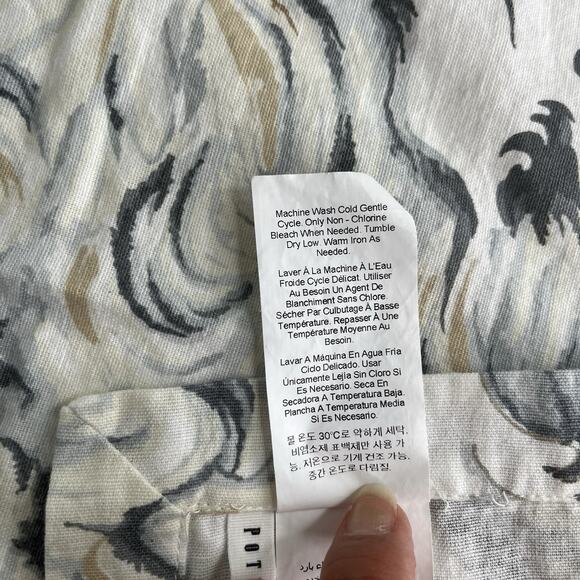 Machine Wash Cold Gentle
Cycle. Only Non - Chlorine
Bleach When Needed. Tumble
Dry Low. Warm Iron As
Needed.
Laver À La Machine À L'Eau
Froide Cycle Délicat. Utiliser
Au Besoin Un Agent De
Blanchiment Sans Chlore.
Sécher Par Culbutage À Basse
Température. Repasser À Une
Température Moyenne Au
Besoin.
Lavar A Máquina En Agua Fria
Ciclo Delicado. Usar
Únicamente Lejía Sin Cloro Si
Es Necesario. Seca En
Secadora A Temperatura Baja.
Plancha A Temperatura Media
Si Es Necesario.
물 온도 30℃로 약하게 세탁.
비염소제 표백제만 사용 가
능. 저온으로 기계 건조 가능.
중간 온도로 다림질.
POT
بارد